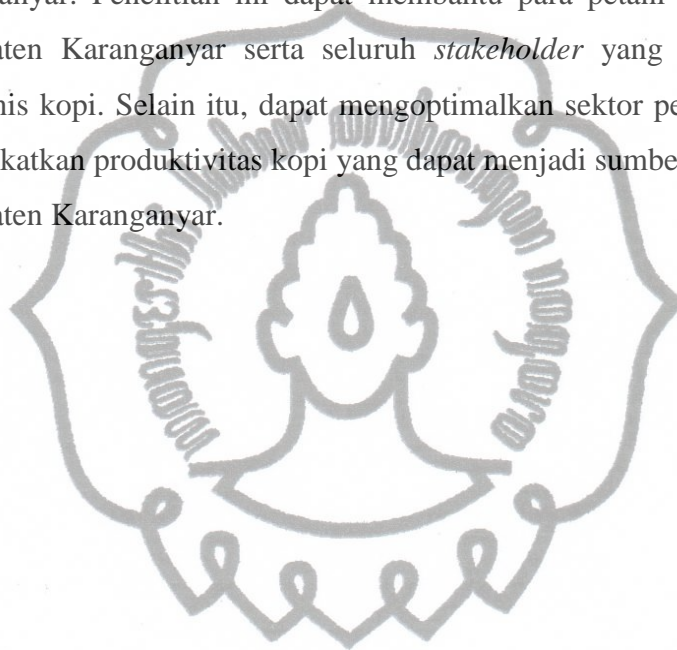 anyar. Penelitian ini dapat membantu para petani
aten Karanganyar serta seluruh stakeholder yang
nis kopi. Selain itu, dapat mengoptimalkan sektor pe
katkan produktivitas kopi yang dapat menjadi sumbe
aten Karanganyar.